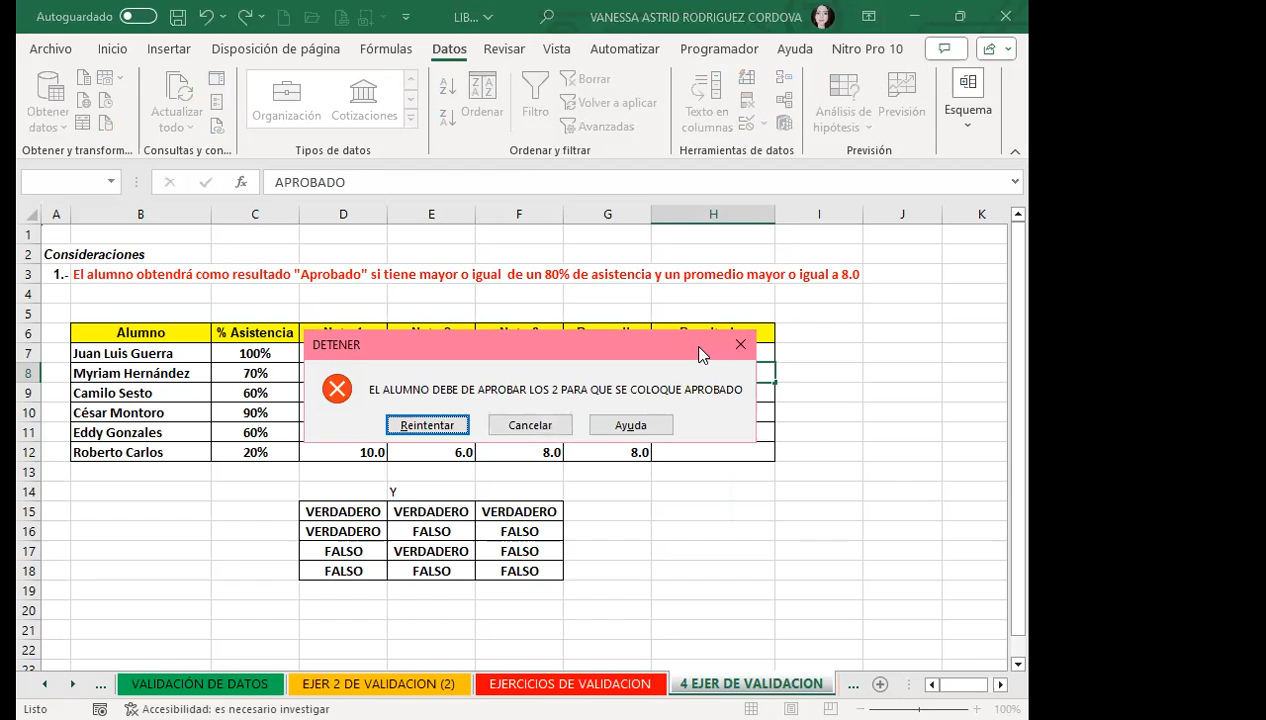 Autoguardado
LIB...
VANESSA ASTRID RODRIGUEZ CORDOVA
Archivo Inicio Insertar Disposición de página Fórmulas Datos Revisar Vista Automatizar Programador Ayuda Nitro Pro 10
Obtener datos
Actualizar todo
Organización Cotizaciones
Ordenar
Filtro
Borrar
Volver a aplicar
Avanzadas
Texto en columnas
Análisis de hipótesis
Previsión
Esquema
Obtener y transform... Consultas y con... Tipos de datos Ordenar y filtrar Herramientas de datos Previsión
fx APROBADO
A B C D E F G H I J K
1
2 Consideraciones
3 1.- El alumno obtendrá como resultado "Aprobado" si tiene mayor o igual de un 80% de asistencia y un promedio mayor o igual a 8.0
4
5
6 Alumno % Asistencia
DETENER
7 Juan Luis Guerra 100%
8 Myriam Hernández 70%
EL ALUMNO DEBE DE APROBAR LOS 2 PARA QUE SE COLOQUE APROBADO
9 Camilo Sesto 60%
10 César Montoro 90%
Reintentar Cancelar Ayuda
11 Eddy Gonzales 60%
12 Roberto Carlos 20% 10.0 6.0 8.0 8.0
13
14 Y
15 VERDADERO VERDADERO VERDADERO
16 VERDADERO FALSO FALSO
17 FALSO VERDADERO FALSO
18 FALSO FALSO FALSO
19
20
21
22
23
... VALIDACIÓN DE DATOS EJER 2 DE VALIDACION (2) EJERCICIOS DE VALIDACION 4 EJER DE VALIDACION ...
Listo Accesibilidad: es necesario investigar 100%